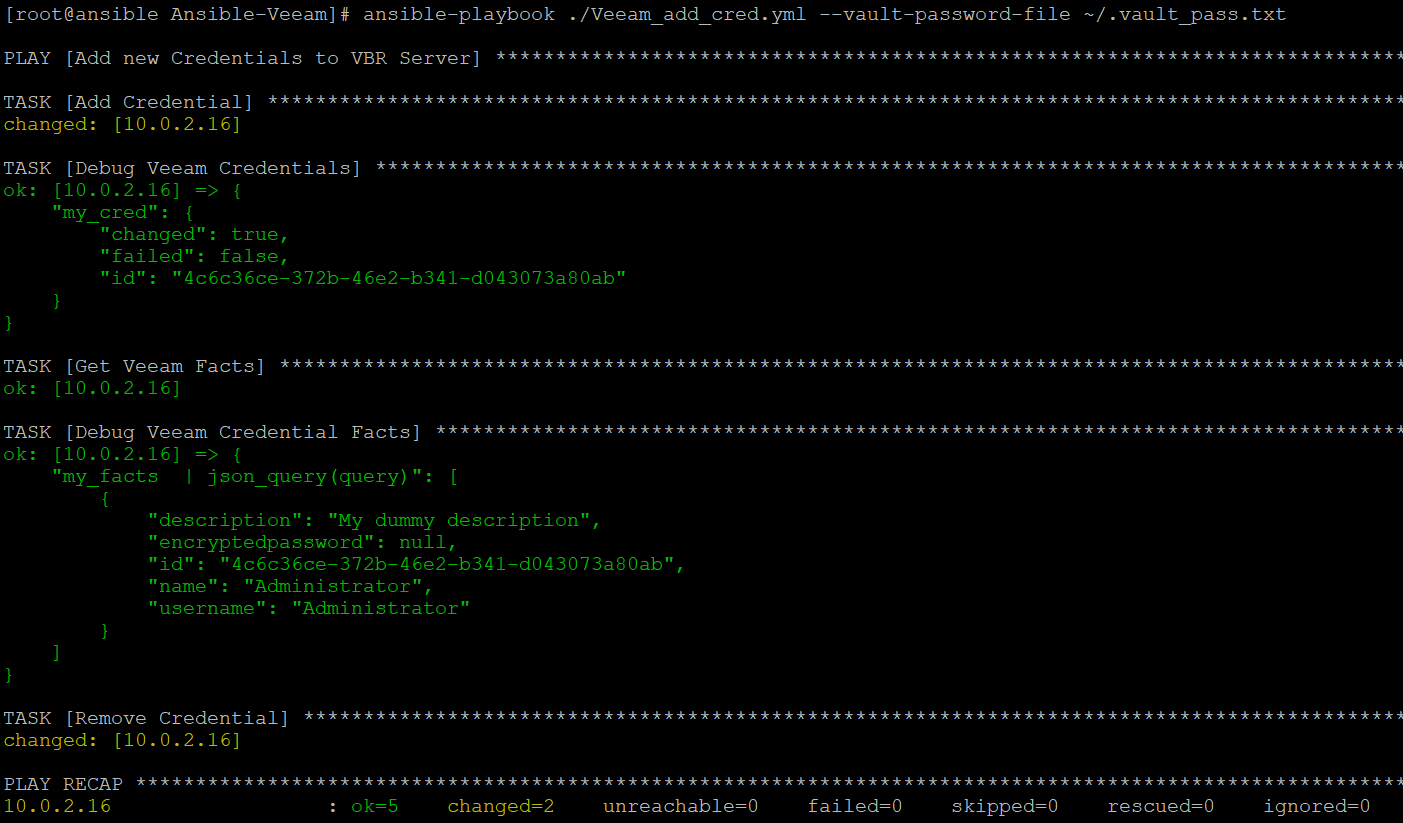 [root@ansible Ansible-Veeam]# ansible-playbook ./Veeam_add_cred.yml --vault-password-file ~/.vault_pass.txt

PLAY [Add new Credentials to VBR Server] ****************************************************************************

TASK [Add Credential] ***********************************************************************************************
changed: [10.0.2.16]

TASK [Debug Veeam Credentials] **************************************************************************************
ok: [10.0.2.16] => {
    "my_cred": {
        "changed": true,
        "failed": false,
        "id": "4c6c36ce-372b-46e2-b341-d043073a80ab"
    }
}

TASK [Get Veeam Facts] **********************************************************************************************
ok: [10.0.2.16]

TASK [Debug Veeam Credential Facts] *********************************************************************************
ok: [10.0.2.16] => {
    "my_facts  | json_query(query)": [
        {
            "description": "My dummy description",
            "encryptedpassword": null,
            "id": "4c6c36ce-372b-46e2-b341-d043073a80ab",
            "name": "Administrator",
            "username": "Administrator"
        }
    ]
}

TASK [Remove Credential] ********************************************************************************************
changed: [10.0.2.16]

PLAY RECAP **********************************************************************************************************
10.0.2.16                  : ok=5    changed=2    unreachable=0    failed=0    skipped=0    rescued=0    ignored=0